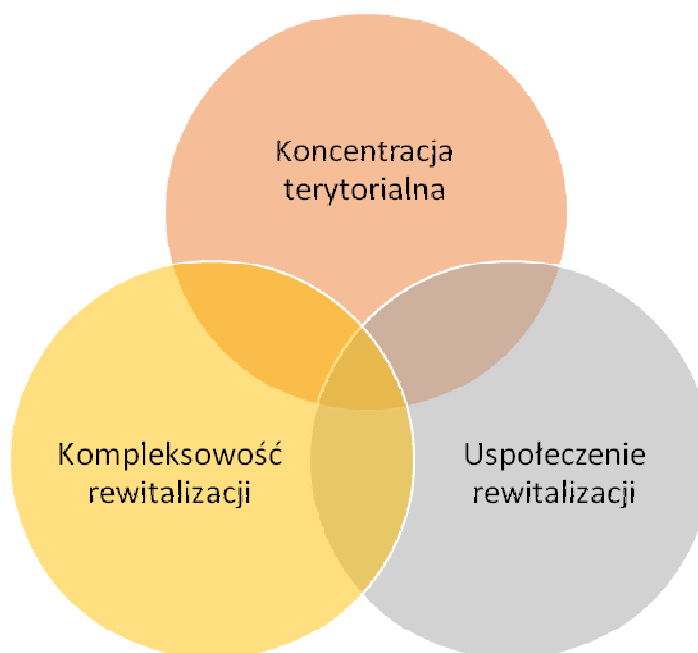 Koncentracja
terytorialna
Kompleksowość
rewitalizacji
Uspołeczenie
rewitalizacji